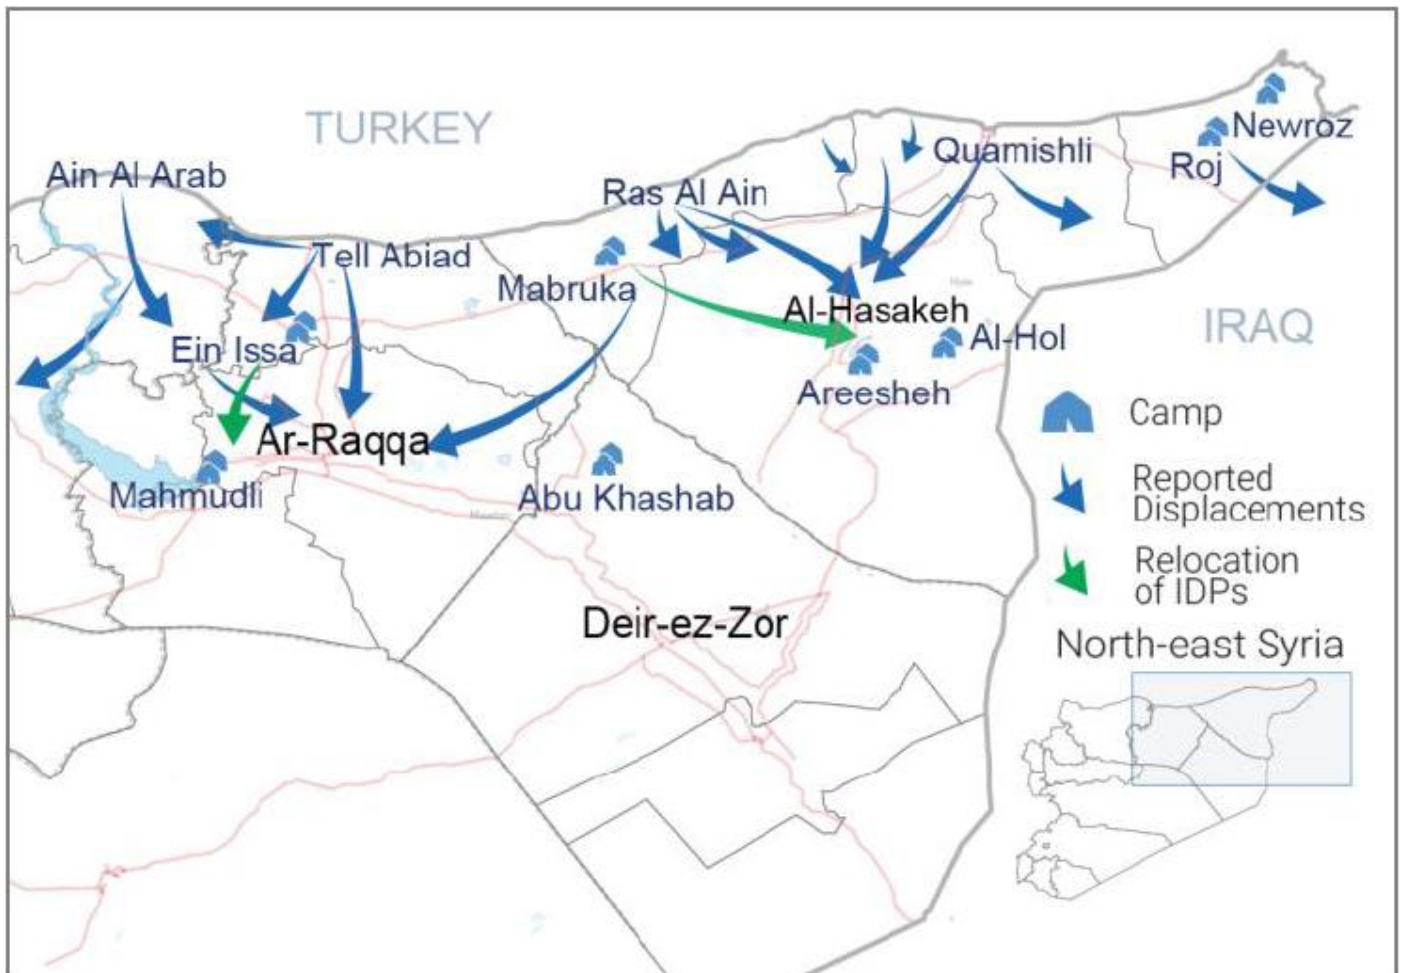 TURKEY
Newroz
Quamishli
Roj
Ain Al Arab
Ras Al Ain
Tell Abiad
Mabruka
Al-Hasakeh
IRAQ
Al-Hol
Ein Issa
Areesheh
Camp
Ar-Raqqa
Mahmudli
Abu Khashab
Reported
Displacements
Relocation
of IDPs
Deir-ez-Zor
North-east Syria